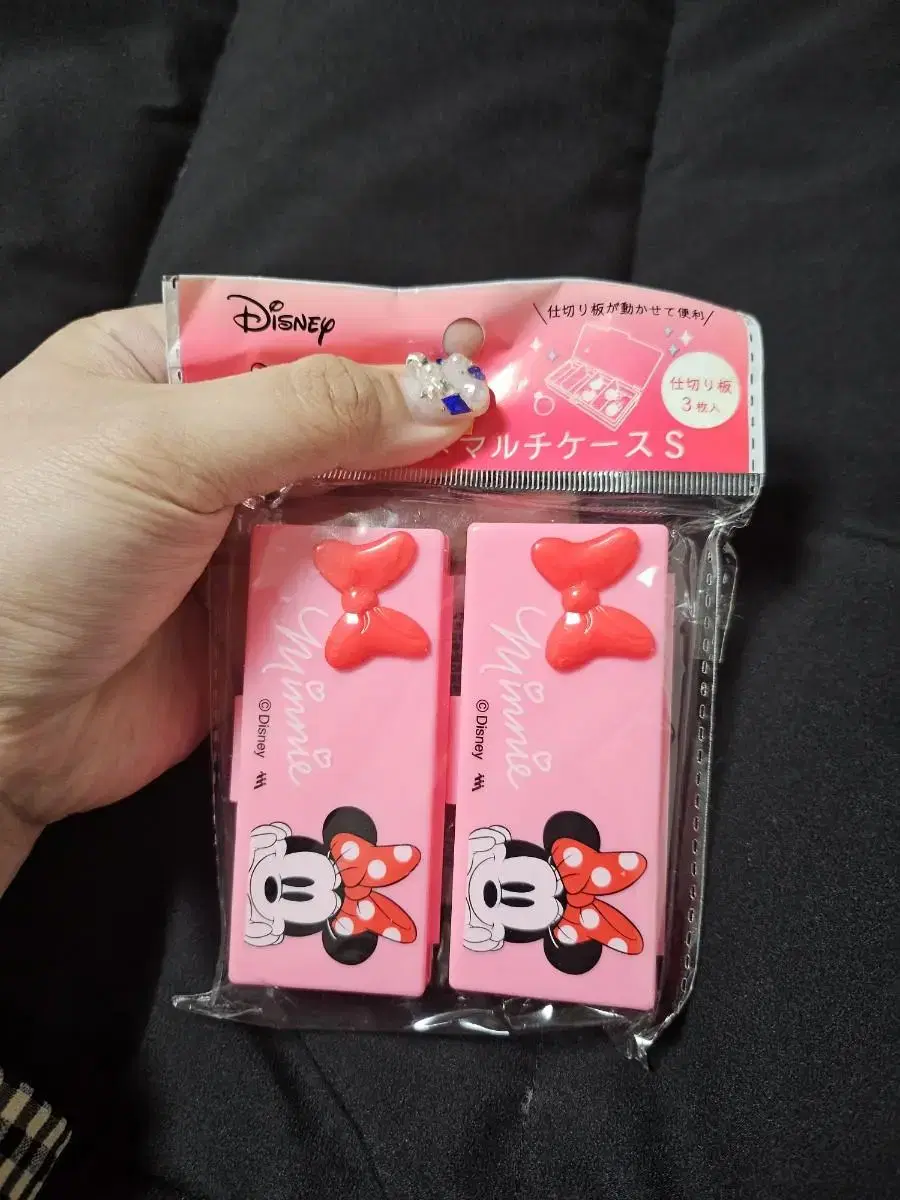 Disney
仕切り板が動かせて便利
仕切り板
3枚入
マルチケースS
Minnie
©Disney
Minnie
©Disney